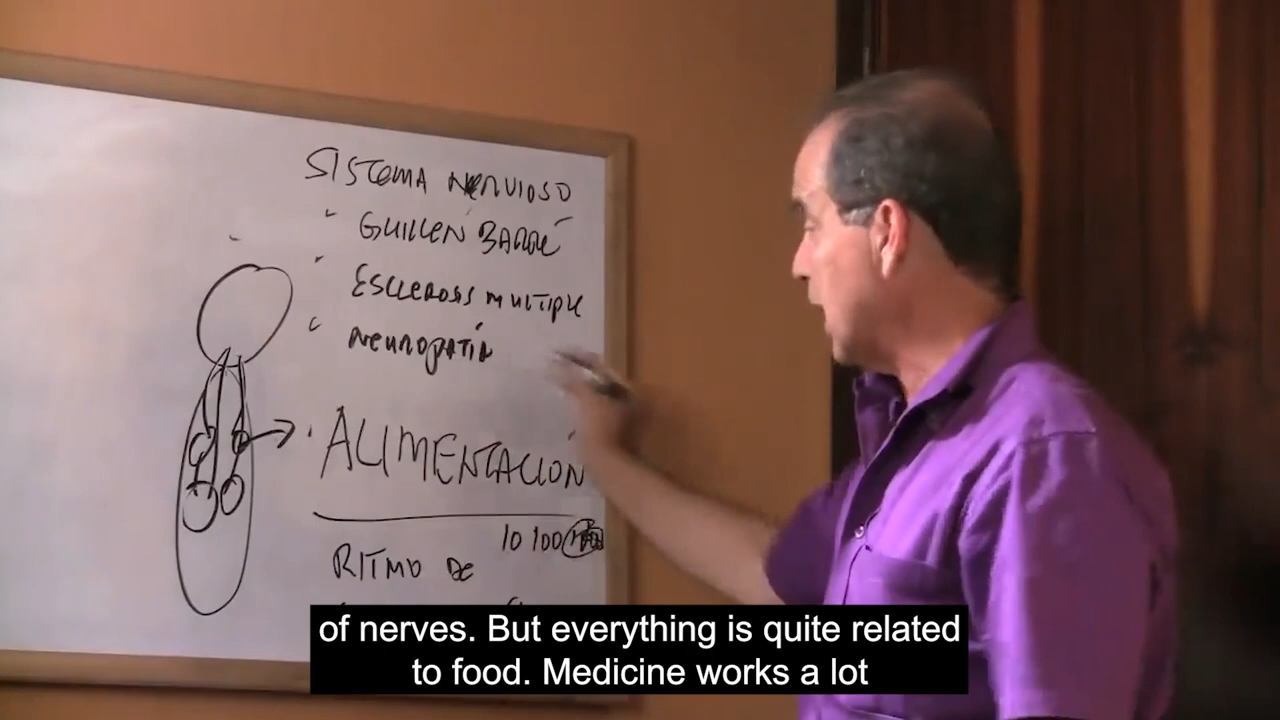 SISTEMA NERVIOSO
GUILLEN BARRÉ
ESCLEROSIS MULTIPLE
NEUROPATÍA
ALIMENTACIÓN
10 100
RITMO DE
of nerves. But everything is quite related
to food. Medicine works a lot